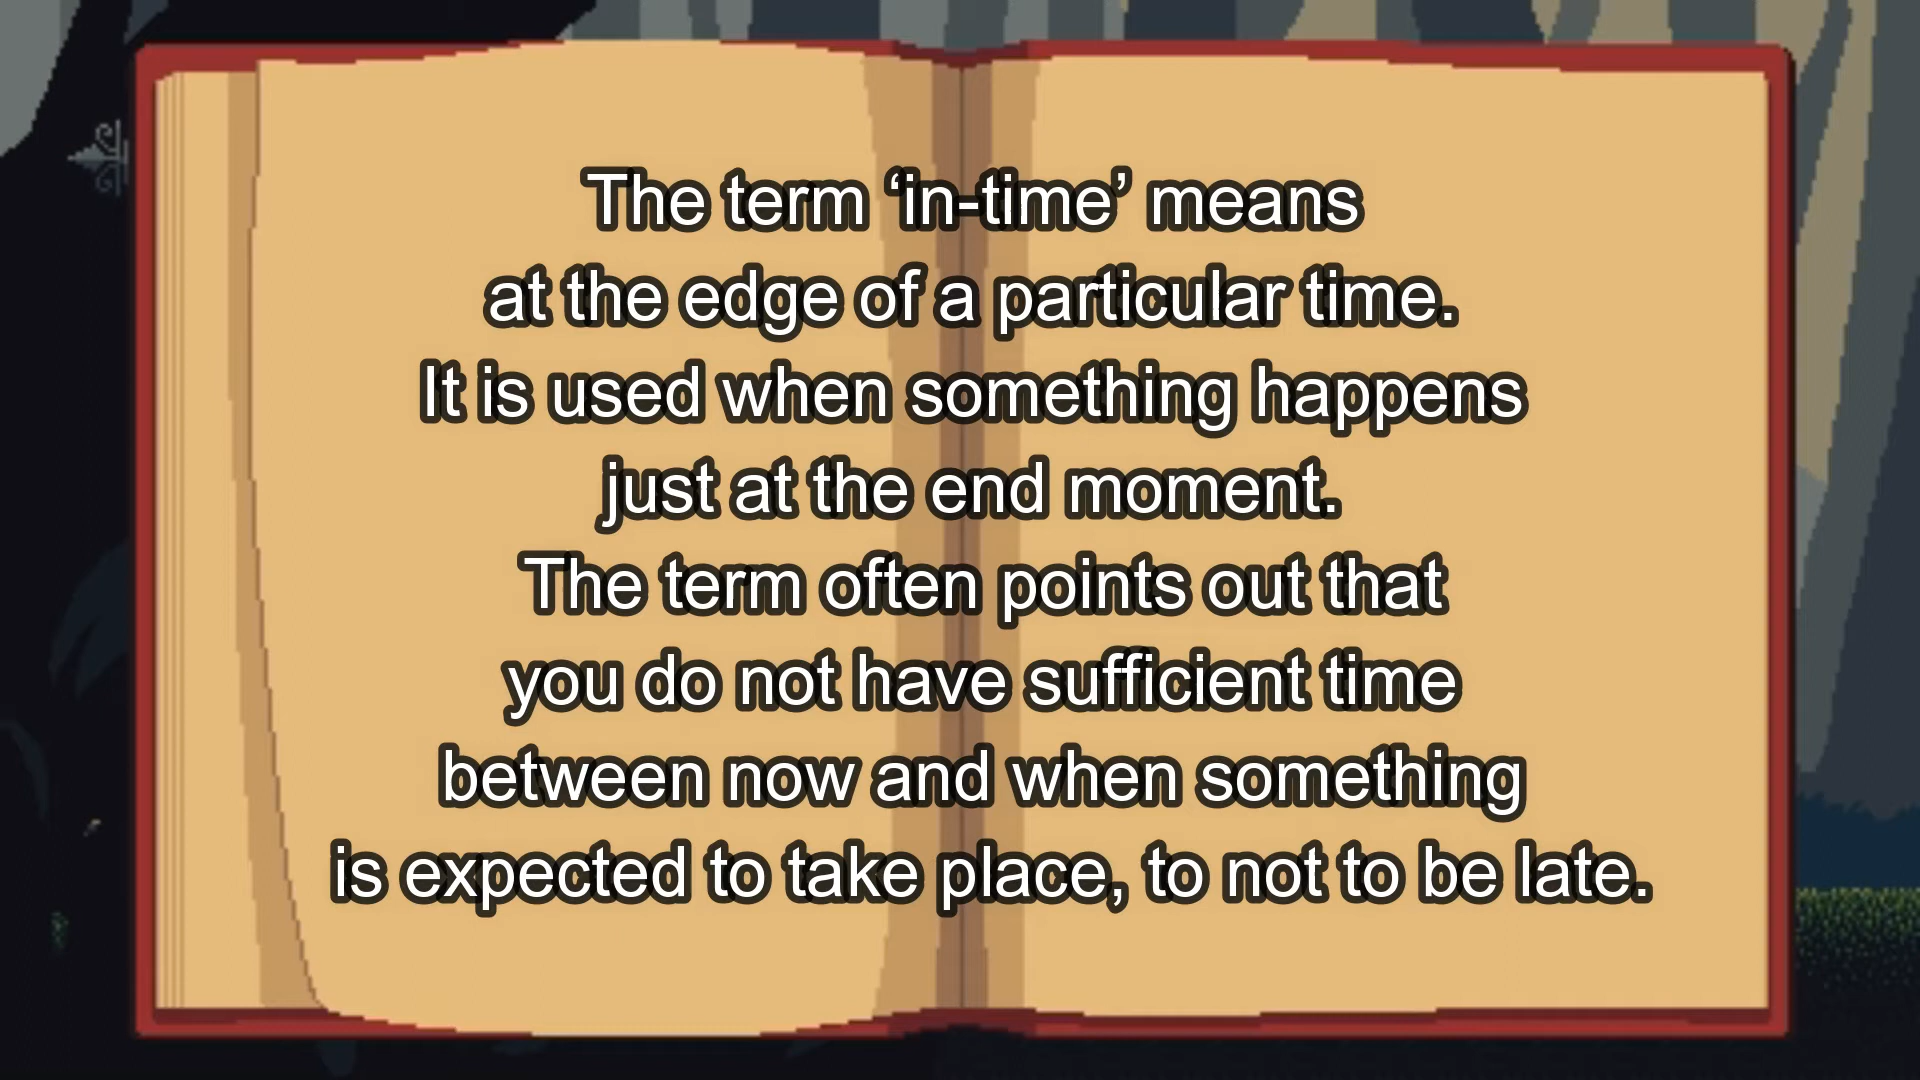 The term ‘in-time’ means
at the edge of a particular time.
It is used when something happens
just at the end moment.
The term often points out that
you do not have sufficient time
between now and when something
is expected to take place, to not to be late.